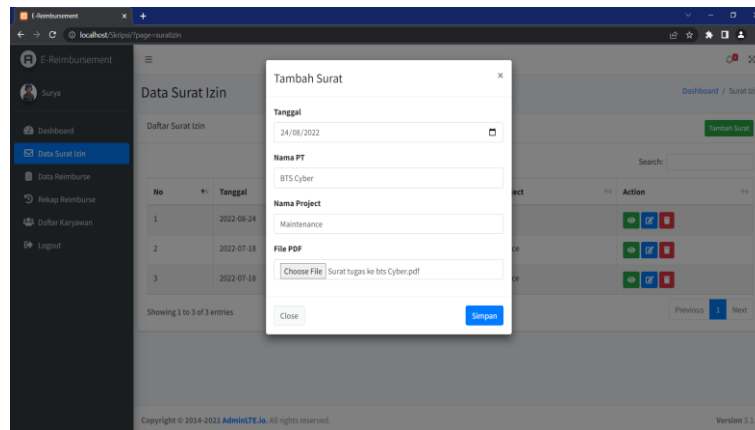 E-Reimbursement
localhost/Skripsi/?page=suratizin
E-Reimbursement
Surya
Dashboard
Data Surat Izin
Data Reimburse
Rekap Reimburse
Daftar Karyawan
Logout
Data Surat Izin
Dashboard / Surat Iz
Daftar Surat Izin
Tambah Surat
Search:
No Tanggal ect Action
1 2022-08-24
2 2022-07-18 ce
3 2022-07-18 ce
Showing 1 to 3 of 3 entries
Previous 1 Next
Tambah Surat ×
Tanggal
24/08/2022
Nama PT
BTS Cyber
Nama Project
Maintenance
File PDF
Choose File Surat tugas ke bts Cyber.pdf
Close Simpan
Copyright © 2014-2021 AdminLTE.io. All rights reserved.
Version 3.1